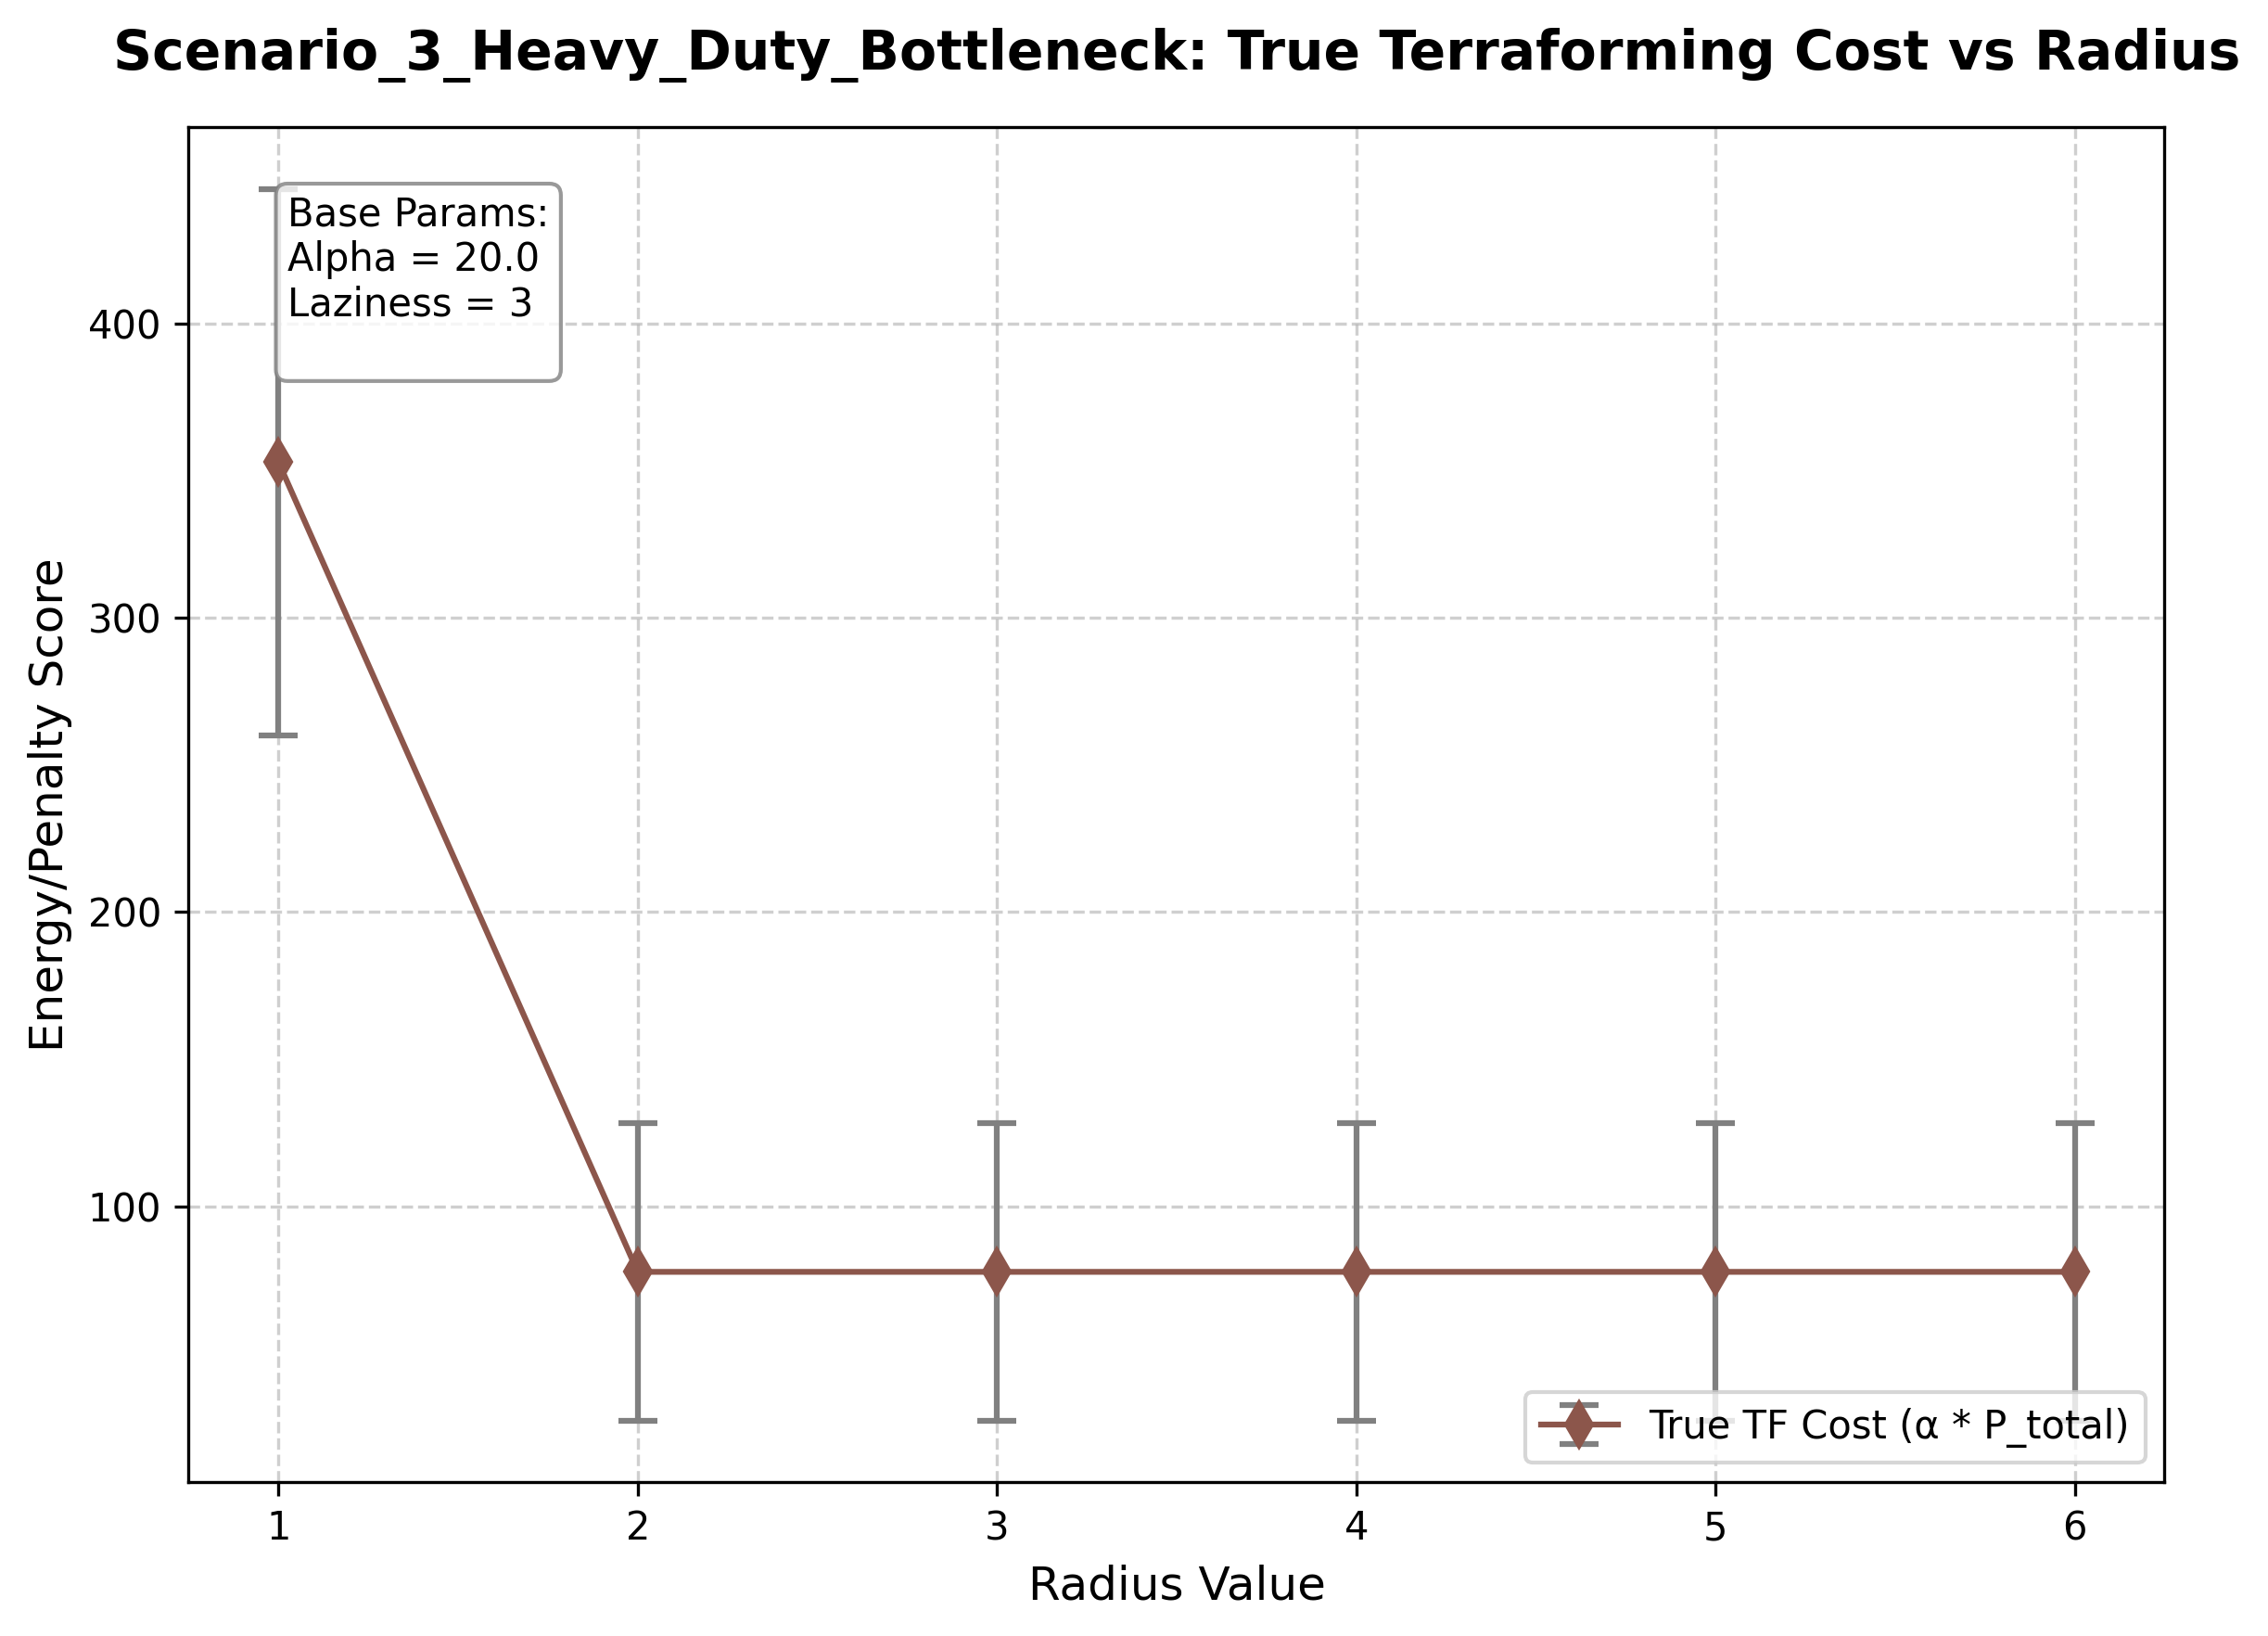 Scenario_3_Heavy_Duty_Bottleneck: True Terraforming Cost vs Radius
Base Params:
Alpha = 20.0
Laziness = 3
400
300
200
100
Energy/Penalty Score
True TF Cost (α * P_total)
1 2 3 4 5 6
Radius Value